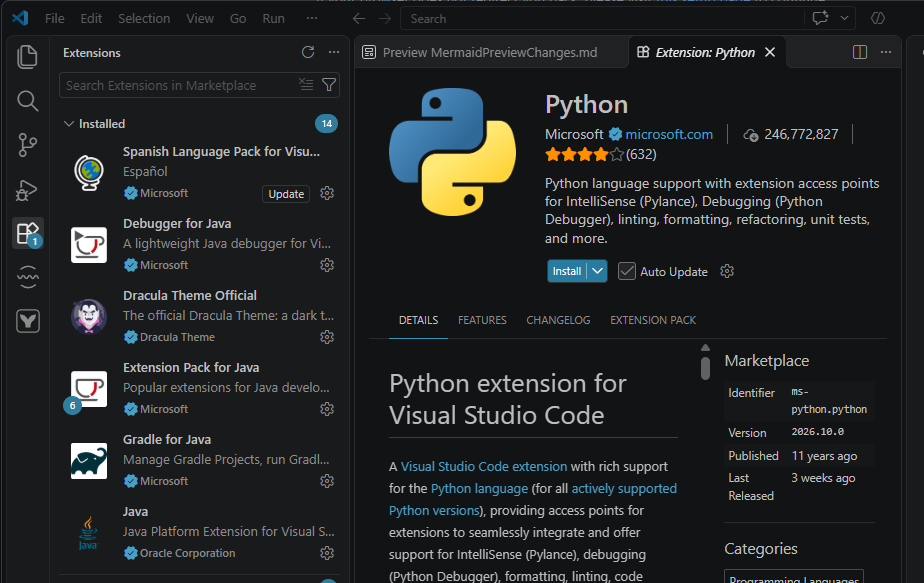 File Edit Selection View Go Run ··· Search
Extensions
Search Extensions in Marketplace
Installed 14
Spanish Language Pack for Visu...
Español
Microsoft Update
Debugger for Java
A lightweight Java debugger for Vi...
Microsoft
Dracula Theme Official
The official Dracula Theme: a dark t...
Dracula Theme
Extension Pack for Java
Popular extensions for Java develo...
6
Microsoft
Gradle for Java
Manage Gradle Projects, run Gradl...
Microsoft
Java
Java Platform Extension for Visual S...
Java
Oracle Corporation
1
Preview MermaidPreviewChanges.md
Extension: Python
Python
Microsoft microsoft.com 246,772,827
(632)
Python language support with extension access points
for IntelliSense (Pylance), Debugging (Python
Debugger), linting, formatting, refactoring, unit tests,
and more.
Install Auto Update
DETAILS FEATURES CHANGELOG EXTENSION PACK
Python extension for
Visual Studio Code
A Visual Studio Code extension with rich support
for the Python language (for all actively supported
Python versions), providing access points for
extensions to seamlessly integrate and offer
support for IntelliSense (Pylance), debugging
(Python Debugger), formatting, linting, code
Marketplace
Identifier ms-
python.python
Version 2026.10.0
Published 11 years ago
Last 3 weeks ago
Released
Categories
Programming Languages